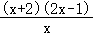 (x+2)(2x-1)
x